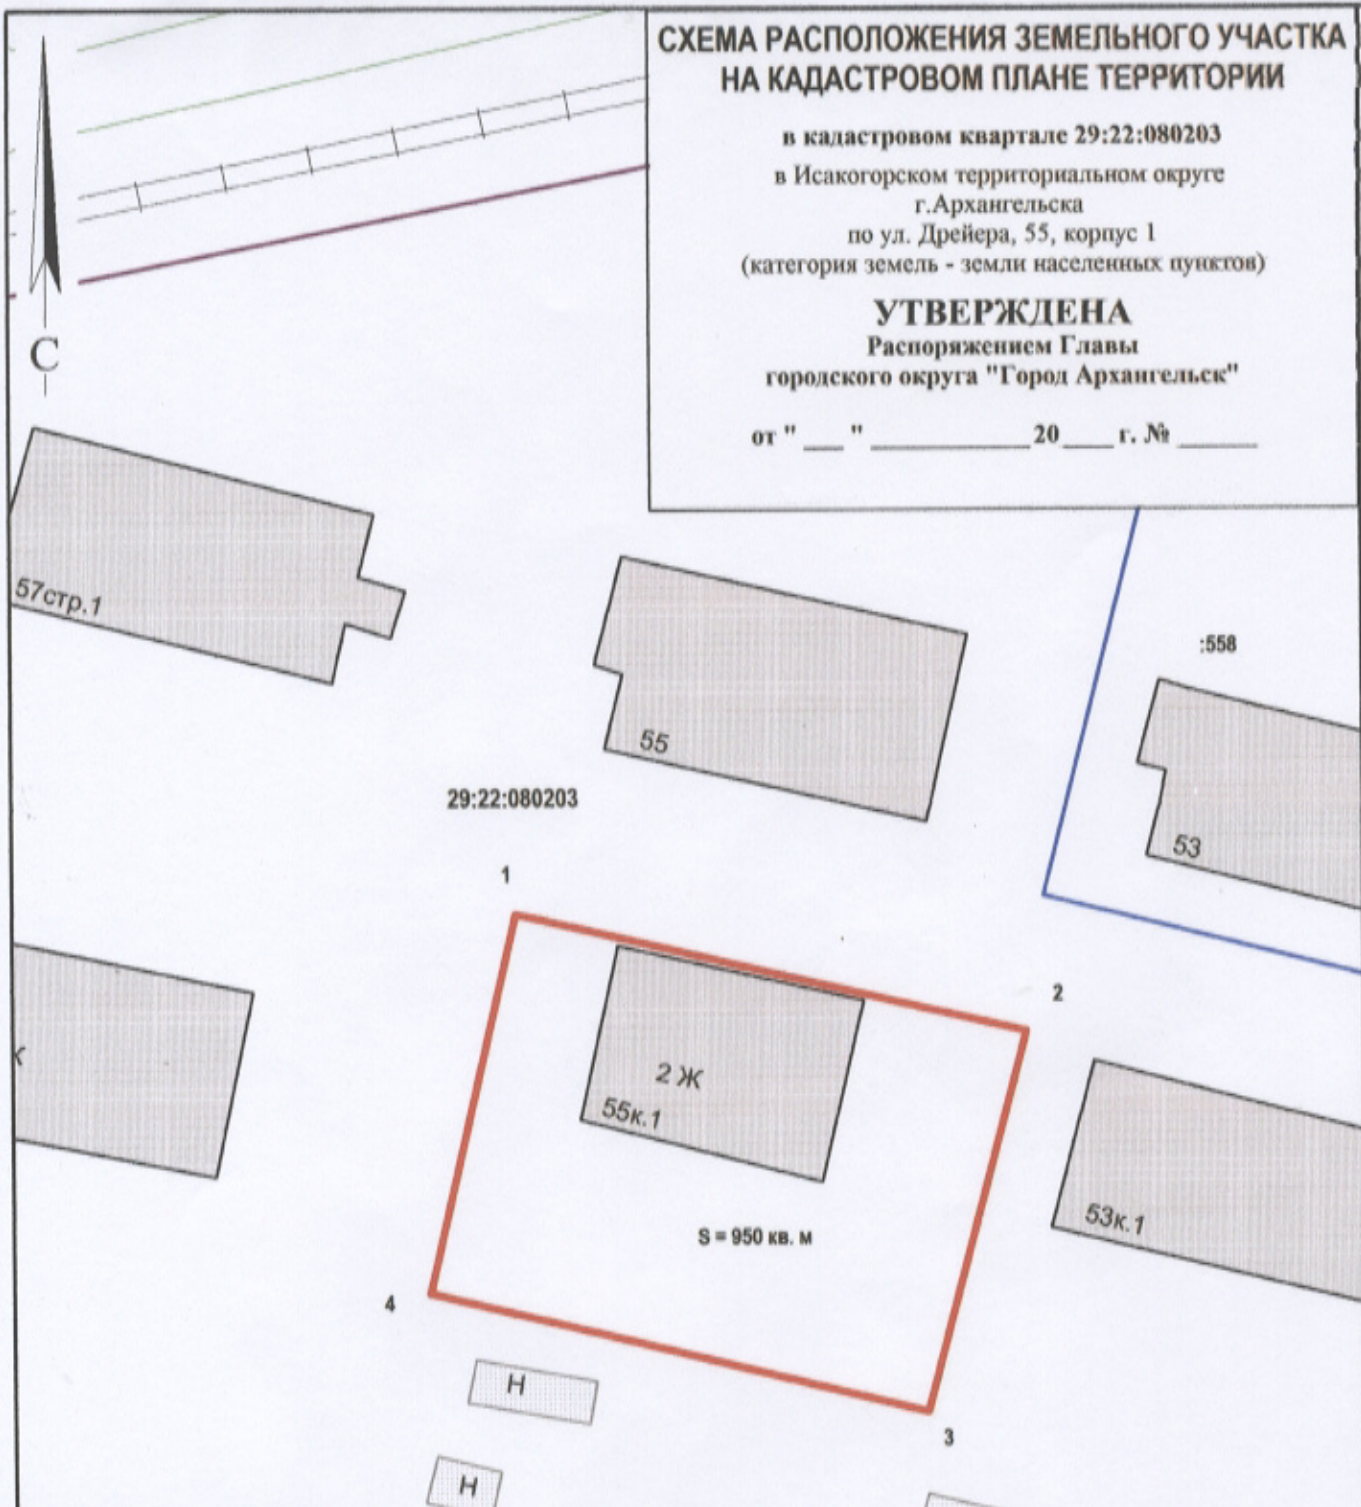 СХЕМА РАСПОЛОЖЕНИЯ ЗЕМЕЛЬНОГО УЧАСТКА
НА КАДАСТРОВОМ ПЛАНЕ ТЕРРИТОРИИ
в кадастровом квартале 29:22:080203
в Исакогорском территориальном округе
г.Архангельска
по ул. Дрейера, 55, корпус 1
(категория земель - земли населенных пунктов)
УТВЕРЖДЕНА
Распоряжением Главы
городского округа "Город Архангельск"
от " ___ " ____________ 20 ____ г. № ______
С
57стр.1
55
:558
53
29:22:080203
1
2
2 Ж
55к.1
53к.1
S = 950 кв. м
4
3
Н
Н